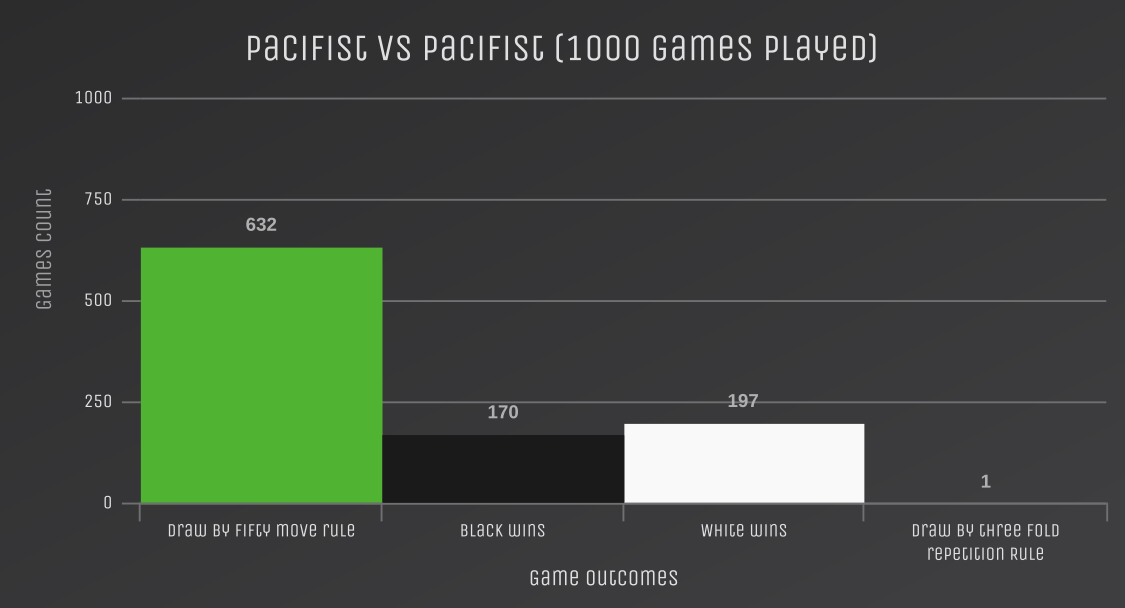 Pacifist vs Pacifist (1000 games played)
1000
750
500
250
0
Games count
632
170
197
1
Draw by fifty move rule
Black wins
White wins
Draw by three fold
repetition Rule
Game outcomes